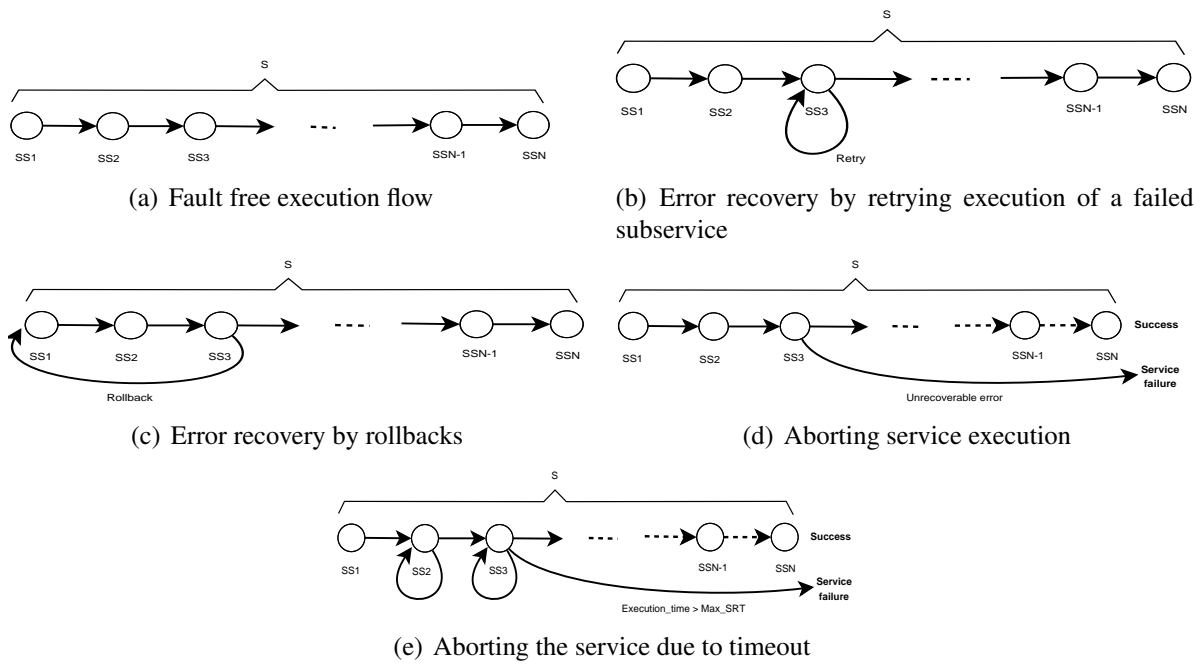 S
SS1 SS2 SS3 SSN-1 SSN
(a) Fault free execution flow
S
SS1 SS2 SS3 SSN-1 SSN
Retry
(b) Error recovery by retrying execution of a failed
subservice
S
SS1 SS2 SS3 SSN-1 SSN
Rollback
(c) Error recovery by rollbacks
S
Success
SS1 SS2 SS3 SSN-1 SSN
Service
failure
Unrecoverable error
(d) Aborting service execution
S
Success
SS1 SS2 SS3 SSN-1 SSN
Service
failure
Execution_time > Max_SRT
(e) Aborting the service due to timeout